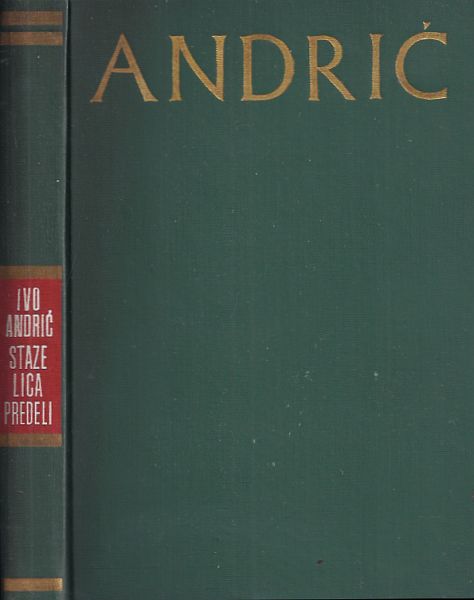 ANDRIĆ
IVO
ANDRIĆ
STAZE
LICA
PREDELI